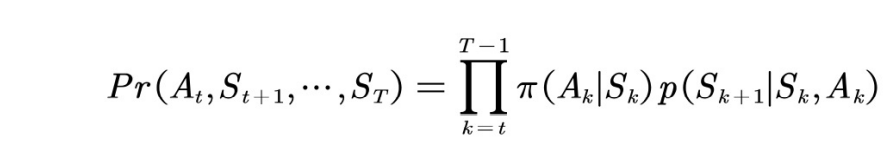 Pr(A_t, S_{t+1}, ⋯, S_T) = ∏_{k=t}^{T−1} π(A_k|S_k)p(S_{k+1}|S_k, A_k)